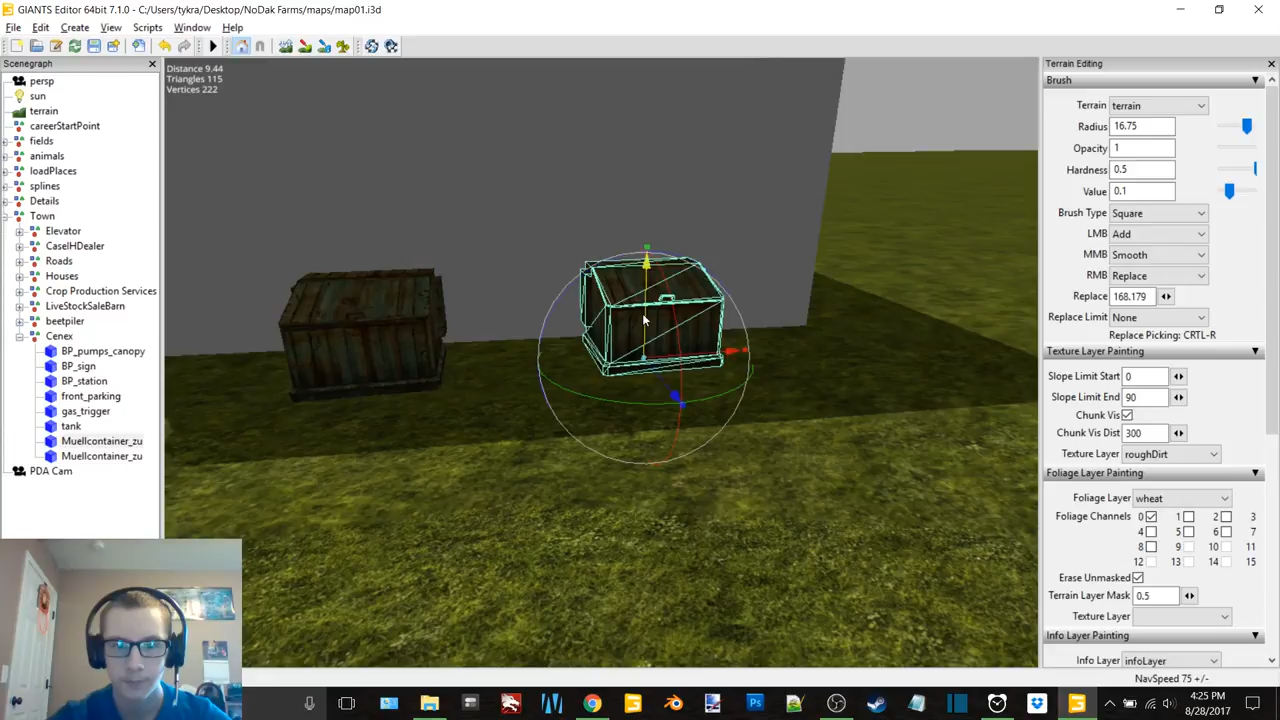 GIANTS Editor 64bit 7.1.0 - C:/Users/tykra/Desktop/NoDak Farms/maps/map01.i3d
File Edit Create View Scripts Window Help
Scenegraph
persp
sun
terrain
careerStartPoint
fields
animals
loadPlaces
splines
Details
Town
Elevator
CaseIHDealer
Roads
Houses
Crop Production Services
LiveStockSaleBarn
beetpiler
Cenex
BP_pumps_canopy
BP_sign
BP_station
front_parking
gas_trigger
tank
Muellcontainer_zu
Muellcontainer_zu
PDA Cam
Distance 9.44
Triangles 115
Vertices 222
Terrain Editing
Brush
Terrain terrain
Radius 16.75
Opacity 1
Hardness 0.5
Value 0.1
Brush Type Square
LMB Add
MMB Smooth
RMB Replace
Replace 168.179
Replace Limit None
Replace Picking: CRTL-R
Texture Layer Painting
Slope Limit Start 0
Slope Limit End 90
Chunk Vis
Chunk Vis Dist 300
Texture Layer roughDirt
Foliage Layer Painting
Foliage Layer wheat
Foliage Channels 0 1 2 3
4 5 6 7
8 9 10 11
12 13 14 15
Erase Unmasked
Terrain Layer Mask 0.5
Texture Layer
Info Layer Painting
Info Layer infoLayer
NavSpeed 75 +/-
4:25 PM
8/28/2017